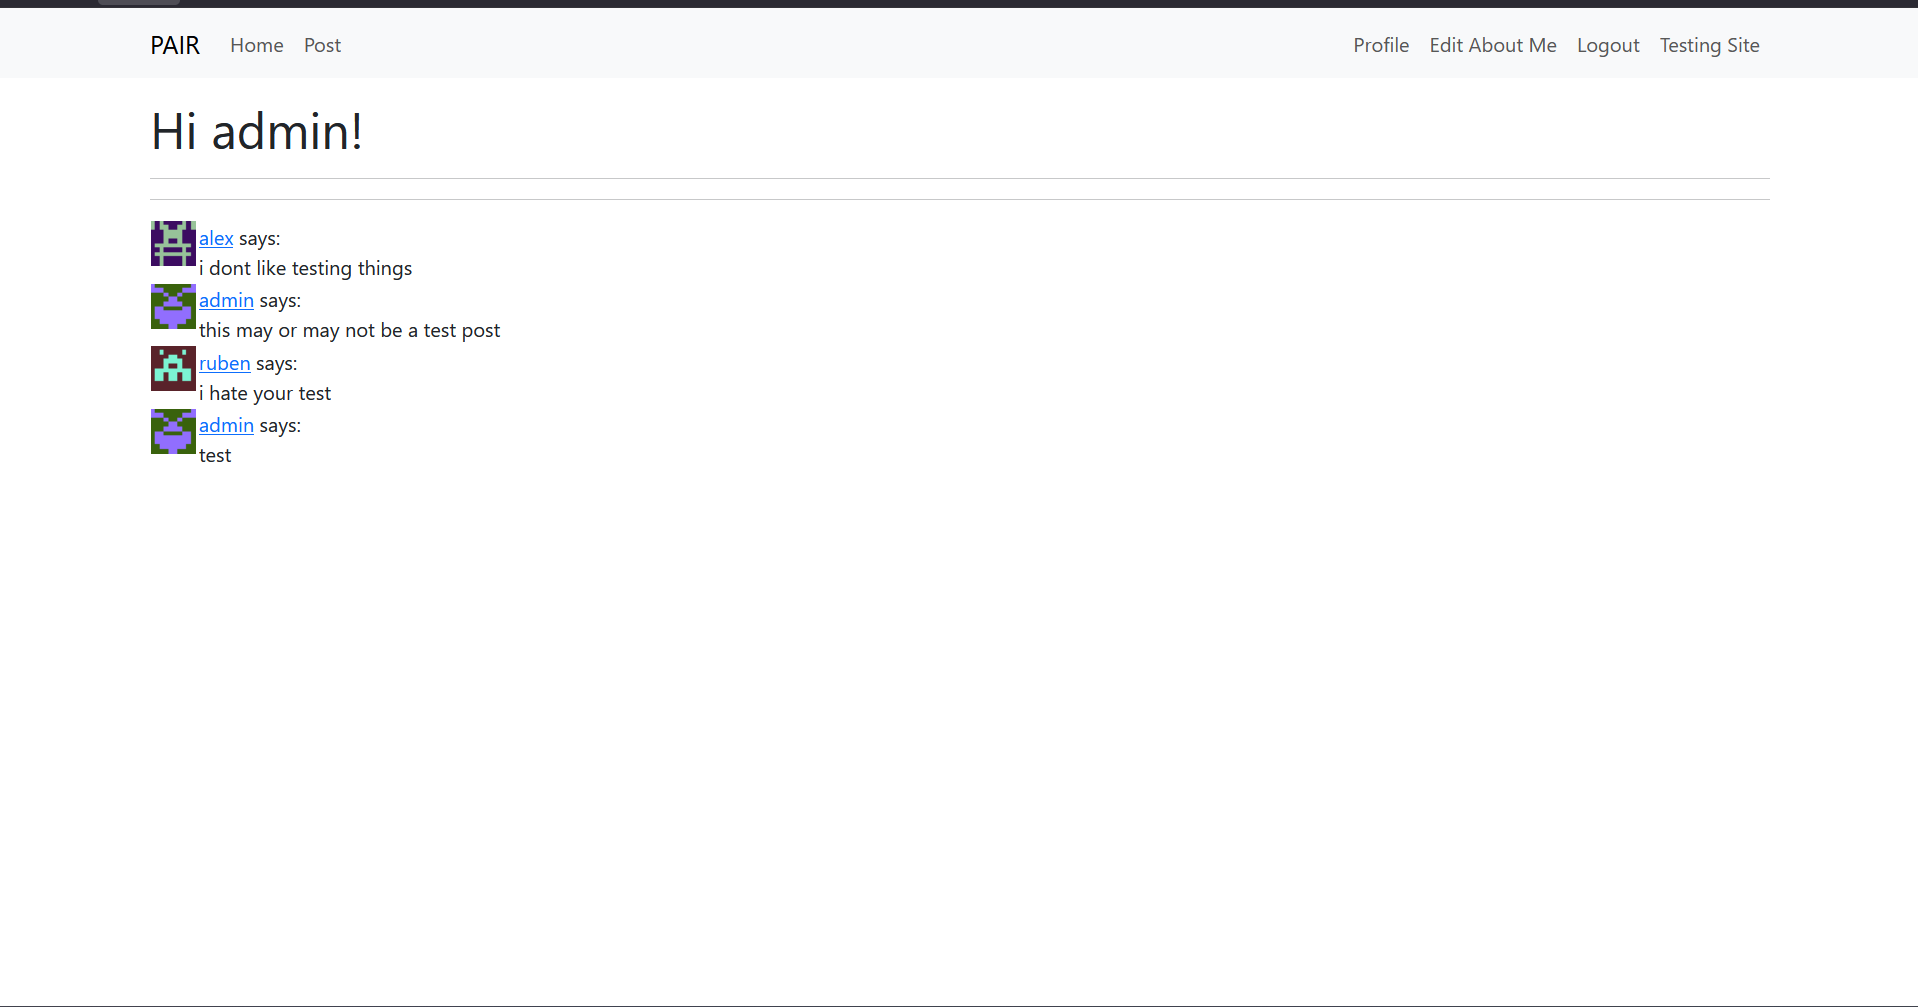 PAIR Home Post Profile Edit About Me Logout Testing Site
Hi admin!
alex says:
i dont like testing things
admin says:
this may or may not be a test post
ruben says:
i hate your test
admin says:
test